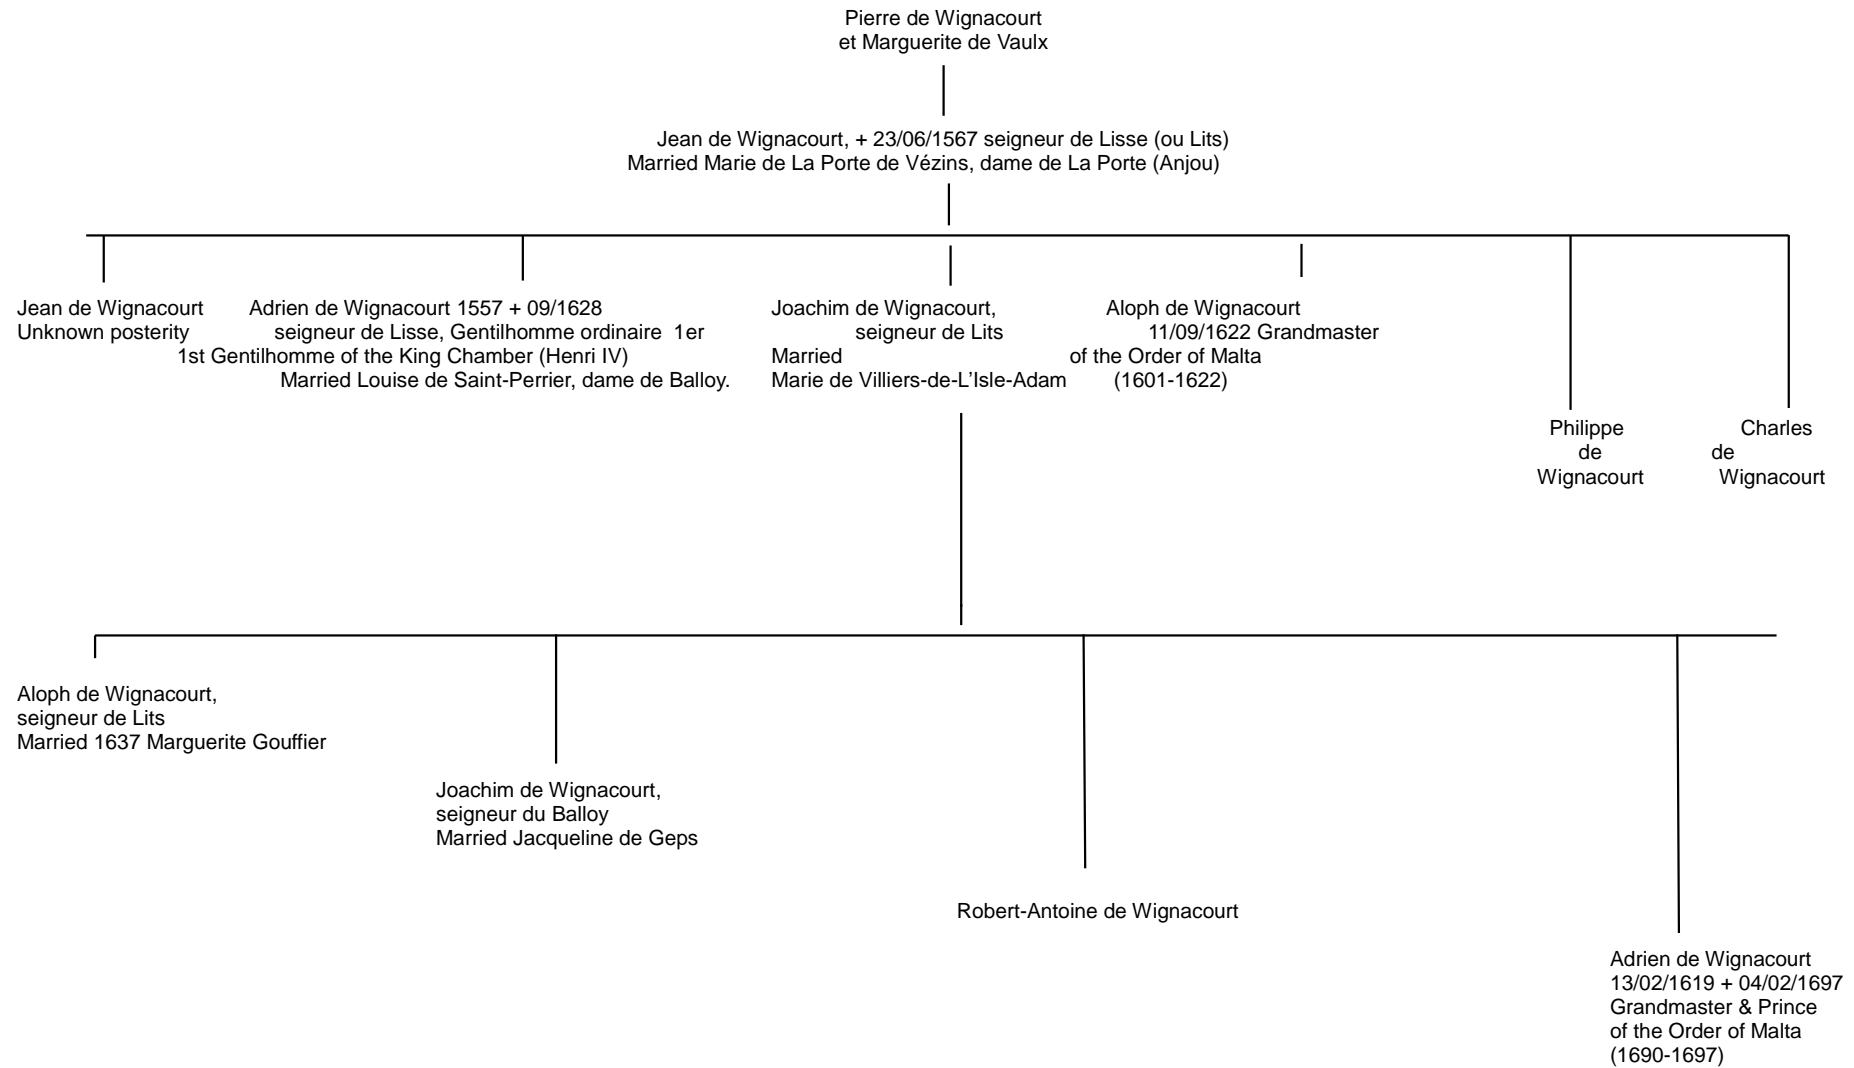 Pierre de Wignacourt
et Marguerite de Vaulx
Jean de Wignacourt, + 23/06/1567 seigneur de Lisse (ou Lits)
Married Marie de La Porte de Vézins, dame de La Porte (Anjou)
Jean de Wignacourt
Unknown posterity
Adrien de Wignacourt 1557 + 09/1628
seigneur de Lisse, Gentilhomme ordinaire 1er
1st Gentilhomme of the King Chamber (Henri IV)
Married Louise de Saint-Perrier, dame de Balloy.
Joachim de Wignacourt,
seigneur de Lits
Married
Marie de Villiers-de-L'Isle-Adam
Aloph de Wignacourt
11/09/1622 Grandmaster
of the Order of Malta
(1601-1622)
Philippe
de
Wignacourt
Charles
de
Wignacourt
Aloph de Wignacourt,
seigneur de Lits
Married 1637 Marguerite Gouffier
Joachim de Wignacourt,
seigneur du Balloy
Married Jacqueline de Geps
Robert-Antoine de Wignacourt
Adrien de Wignacourt
13/02/1619 + 04/02/1697
Grandmaster & Prince
of the Order of Malta
(1690-1697)